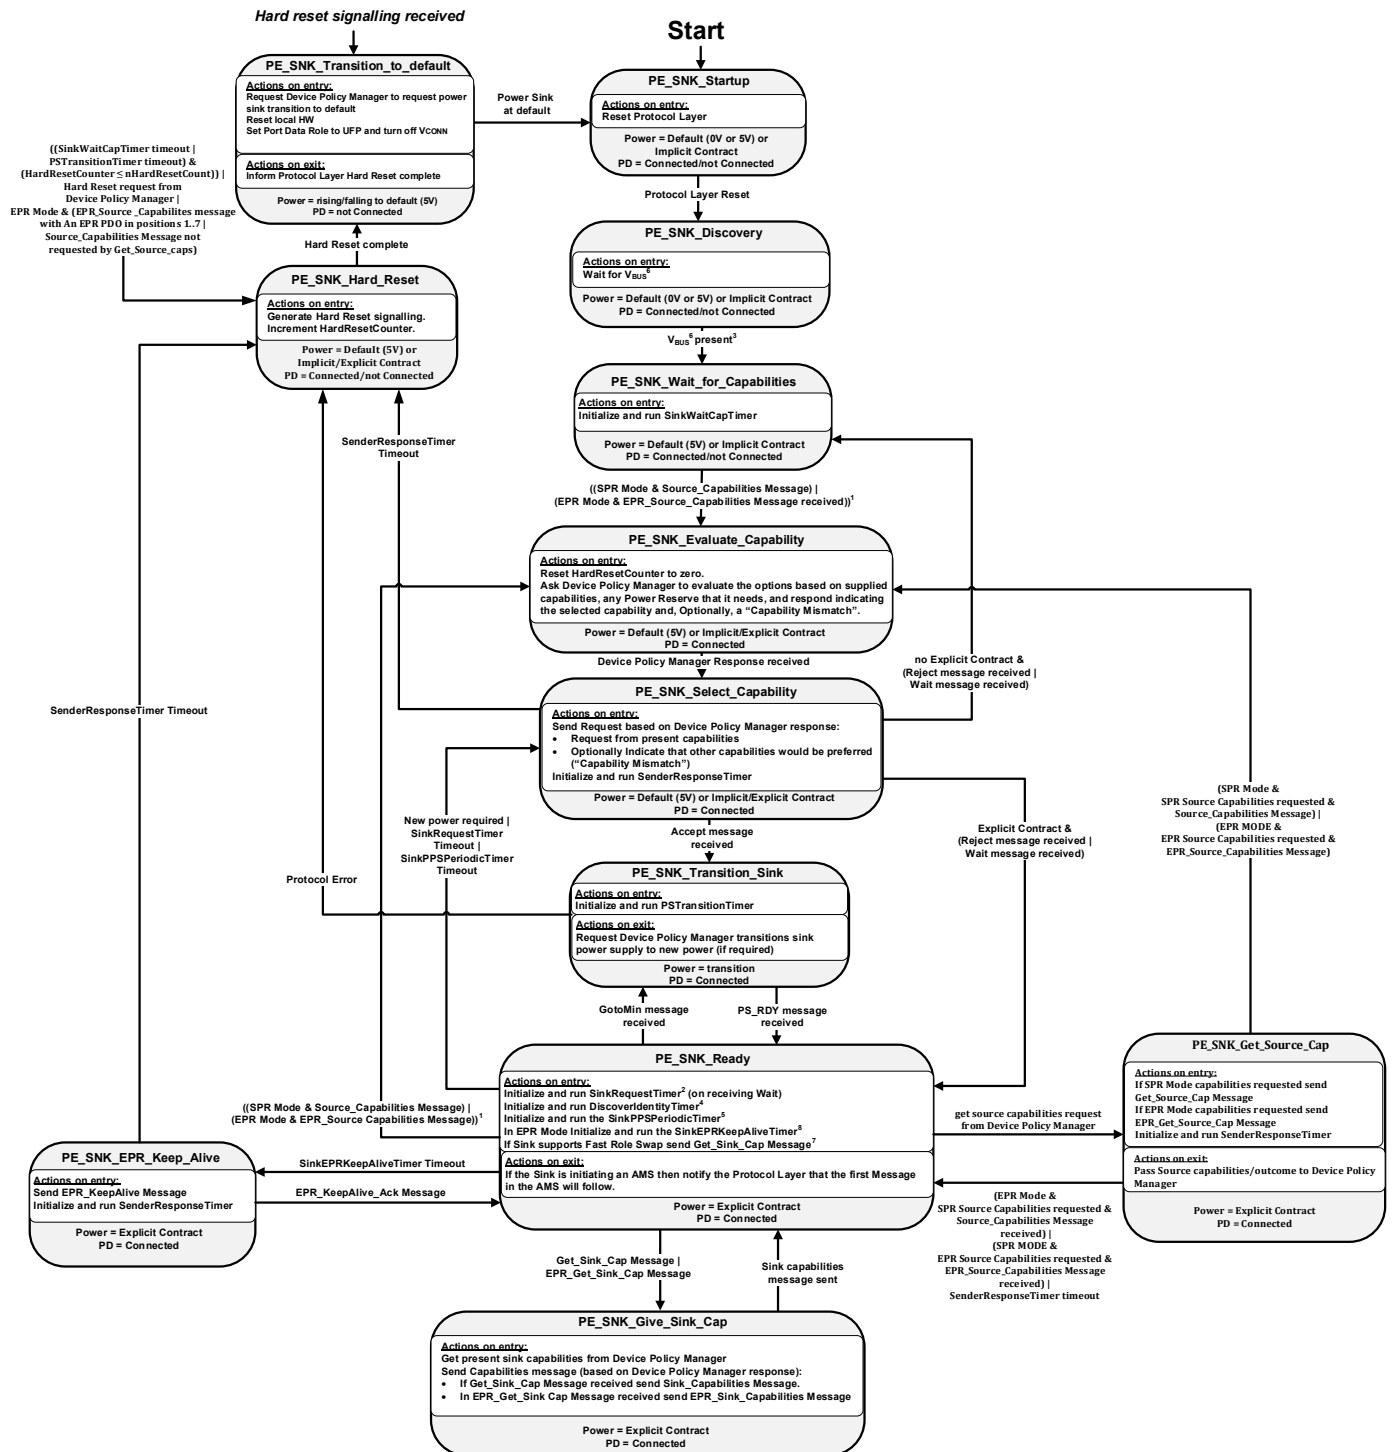 Hard reset signalling received
Start
PE_SNK_Transition_to_default
Actions on entry:
Request Device Policy Manager to request power
sink transition to default
Reset local HW
Set Port Data Role to UFP and turn off VCONN
Actions on exit:
Inform Protocol Layer Hard Reset complete
Power = rising/falling to default (5V)
PD = not Connected
Power Sink
at default
PE_SNK_Startup
Actions on entry:
Reset Protocol Layer
Power = Default (0V or 5V) or
Implicit Contract
PD = Connected/not Connected
((SinkWaitCapTimer timeout |
PSTransitionTimer timeout) &
(HardResetCounter ≤ nHardResetCount)) |
Hard Reset request from
Device Policy Manager |
EPR Mode & (EPR_Source _Capabilites message
with An EPR PDO in positions 1..7 |
Source_Capabilities Message not
requested by Get_Source_caps)
Protocol Layer Reset
Hard Reset complete
PE_SNK_Discovery
Actions on entry:
Wait for VBUS6
Power = Default (0V or 5V) or Implicit Contract
PD = Connected/not Connected
PE_SNK_Hard_Reset
Actions on entry:
Generate Hard Reset signalling.
Increment HardResetCounter.
Power = Default (5V) or
Implicit/Explicit Contract
PD = Connected/not Connected
VBUS6 present3
PE_SNK_Wait_for_Capabilities
Actions on entry:
Initialize and run SinkWaitCapTimer
Power = Default (5V) or Implicit Contract
PD = Connected/not Connected
SenderResponseTimer
Timeout
((SPR Mode & Source_Capabilities Message) |
(EPR Mode & EPR_Source_Capabilities Message received))1
PE_SNK_Evaluate_Capability
Actions on entry:
Reset HardResetCounter to zero.
Ask Device Policy Manager to evaluate the options based on supplied
capabilities, any Power Reserve that it needs, and respond indicating
the selected capability and, Optionally, a “Capability Mismatch”.
Power = Default (5V) or Implicit/Explicit Contract
PD = Connected
Device Policy Manager Response received
no Explicit Contract &
(Reject message received |
Wait message received)
SenderResponseTimer Timeout
PE_SNK_Select_Capability
Actions on entry:
Send Request based on Device Policy Manager response:
• Request from present capabilities
• Optionally Indicate that other capabilities would be preferred
(“Capability Mismatch”)
Initialize and run SenderResponseTimer
Power = Default (5V) or Implicit/Explicit Contract
PD = Connected
New power required |
SinkRequestTimer
Timeout |
SinkPPSPeriodicTimer
Timeout
Accept message
received
Explicit Contract &
(Reject message received |
Wait message received)
(SPR Mode &
SPR Source Capabilities requested &
Source_Capabilities Message) |
(EPR MODE &
EPR Source Capabilities requested &
EPR_Source_Capabilities Message)
Protocol Error
PE_SNK_Transition_Sink
Actions on entry:
Initialize and run PSTransitionTimer
Actions on exit:
Request Device Policy Manager transitions sink
power supply to new power (if required)
Power = transition
PD = Connected
GotoMin message
received
PS_RDY message
received
PE_SNK_Ready
Actions on entry:
Initialize and run SinkRequestTimer2 (on receiving Wait)
Initialize and run DiscoverIdentityTimer4
Initialize and run the SinkPPSPeriodicTimer5
In EPR Mode Initialize and run the SinkEPRKeepAliveTimer8
If Sink supports Fast Role Swap send Get_Sink_Cap Message7
Actions on exit:
If the Sink is initiating an AMS then notify the Protocol Layer that the first Message
in the AMS will follow.
Power = Explicit Contract
PD = Connected
((SPR Mode & Source_Capabilities Message) |
(EPR Mode & EPR_Source Capabilities Message))1
get source capabilities request
from Device Policy Manager
PE_SNK_Get_Source_Cap
Actions on entry:
If SPR Mode capabilities requested send
Get_Source_Cap Message
If EPR Mode capabilities requested send
EPR_Get_Source_Cap Message
Initialize and run SenderResponseTimer
Actions on exit:
Pass Source capabilities/outcome to Device Policy
Manager
Power = Explicit Contract
PD = Connected
PE_SNK_EPR_Keep_Alive
Actions on entry:
Send EPR_KeepAlive Message
Initialize and run SenderResponseTimer
Power = Explicit Contract
PD = Connected
SinkEPRKeepAliveTimer Timeout
EPR_KeepAlive_Ack Message
(EPR Mode &
SPR Source Capabilities requested &
Source_Capabilities Message
received) |
(SPR MODE &
EPR Source Capabilities requested &
EPR_Source_Capabilities Message
received) |
SenderResponseTimer timeout
Get_Sink_Cap Message |
EPR_Get_Sink_Cap Message
Sink capabilities
message sent
PE_SNK_Give_Sink_Cap
Actions on entry:
Get present sink capabilities from Device Policy Manager
Send Capabilities message (based on Device Policy Manager response):
• If Get_Sink_Cap Message received send Sink_Capabilities Message.
• In EPR_Get_Sink Cap Message received send EPR_Sink_Capabilities Message
Power = Explicit Contract
PD = Connected